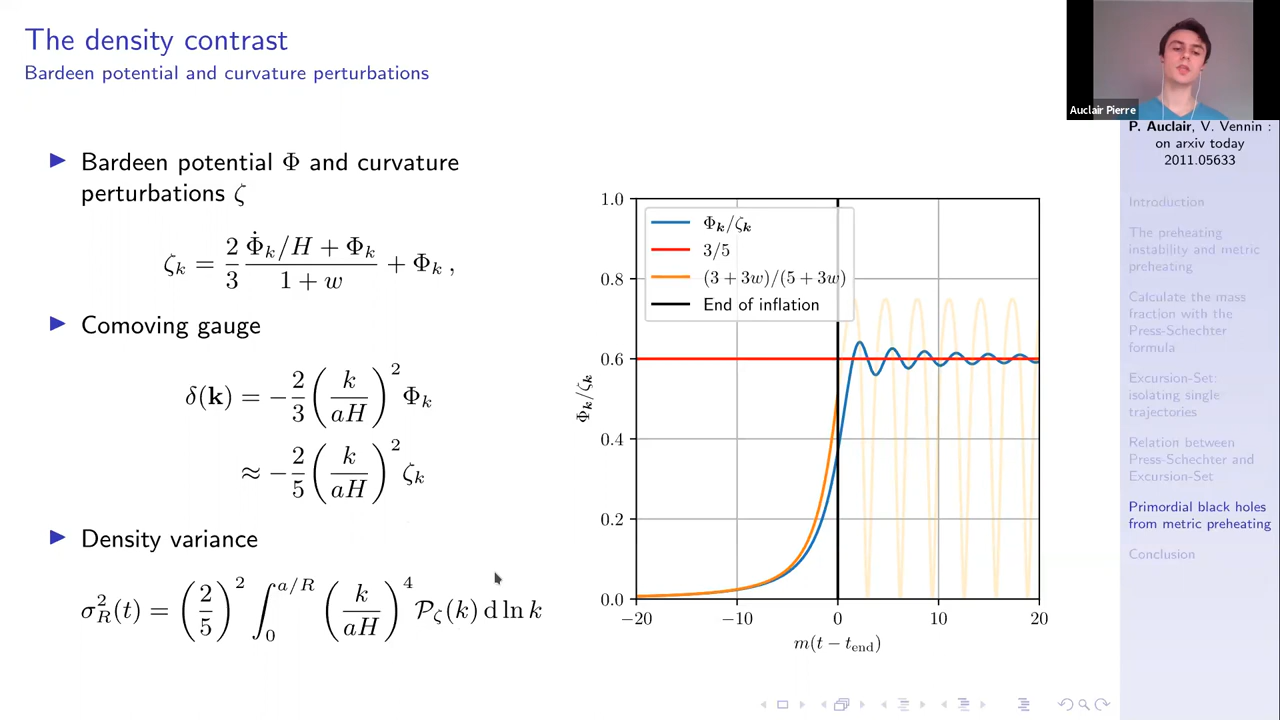 The density contrast
Bardeen potential and curvature perturbations
▶ Bardeen potential Φ and curvature
perturbations ζ
ζ_k = 2/3 (Φ̇_k/H + Φ_k)/(1 + w) + Φ_k ,
▶ Comoving gauge
δ(k) = −2/3 (k/aH)^2 Φ_k
≈ −2/5 (k/aH)^2 ζ_k
▶ Density variance
σ_R^2(t) = (2/5)^2 ∫_0^{a/R} (k/aH)^4 P_ζ(k) d ln k
Φ_k/ζ_k
3/5
(3 + 3w)/(5 + 3w)
End of inflation
1.0
0.8
0.6
0.4
0.2
0.0
Φ_k/ζ_k
−20
−10
0
10
20
m(t − t_end)
Auclair Pierre
P. Auclair, V. Vennin :
on arxiv today
2011.05633
Introduction
The preheating
instability and metric
preheating
Calculate the mass
fraction with the
Press-Schechter
formula
Excursion-Set:
isolating single
trajectories
Relation between
Press-Schechter and
Excursion-Set
Primordial black holes
from metric preheating
Conclusion